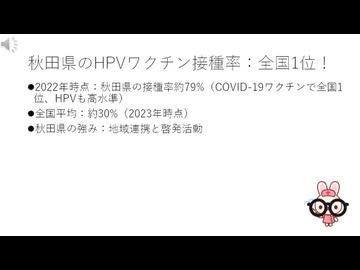 秋田県のHPVワクチン接種率：全国1位！
●2022年時点：秋田県の接種率約79%（COVID-19ワクチンで全国1
位、HPVも高水準）
●全国平均：約30%（2023年時点）
●秋田県の強み：地域連携と啓発活動